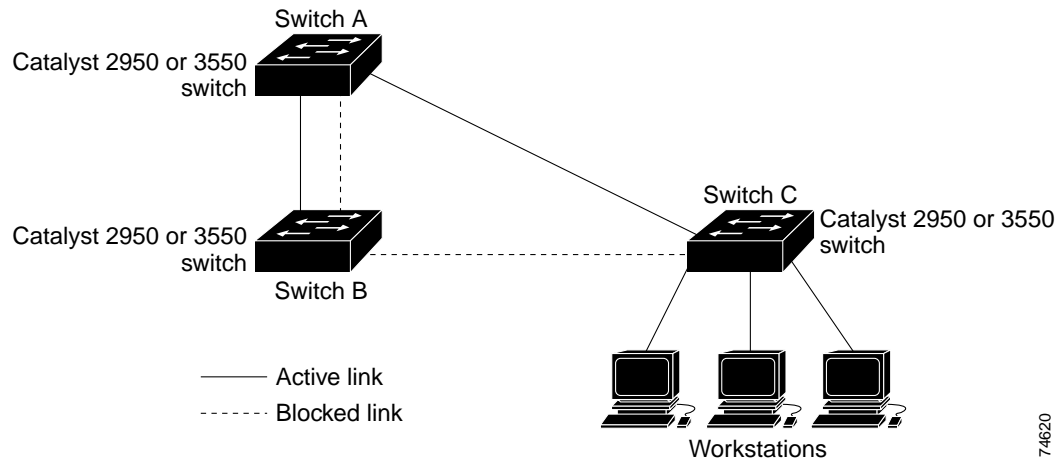 Switch A
Catalyst 2950 or 3550
switch
Switch C
Catalyst 2950 or 3550
switch
Catalyst 2950 or 3550
switch
Switch B
Active link
Blocked link
Workstations
74620